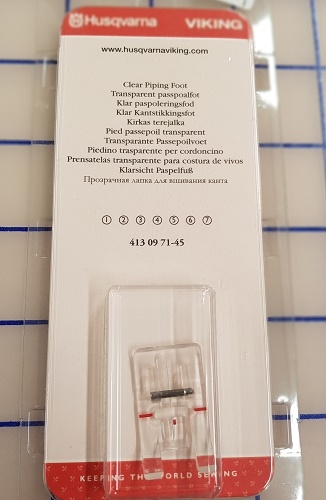 Husqvarna VIKING
www.husqvarnaviking.com
Clear Piping Foot
Transparent passpoalfot
Klar paspoleringsfod
Klar Kantstikkingsfot
Kirkas terejalka
Pied passepoil transparent
Transparante Passepoilvoet
Piedino trasparente per cordoncino
Prensatelas transparente para costura de vivos
Klarsicht Paspelfuß
Прозрачная лапка для вшивания канта
① ② ③ ④ ⑤ ⑥ ⑦
413 09 71-45
KEEPING THE WORLD SEWING